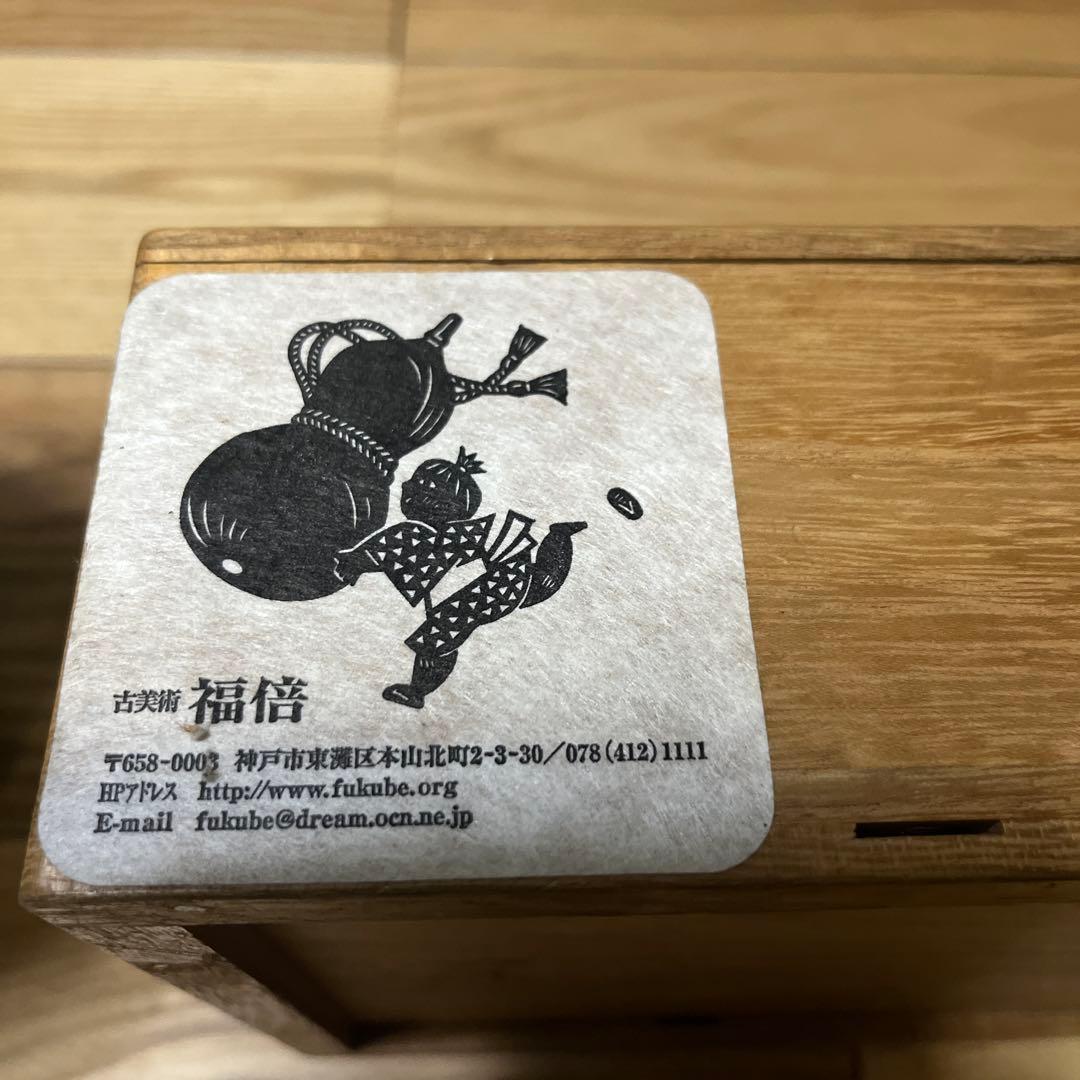 古美術 福倍
〒658-0003 神戸市東灘区本山北町2-3-30/078(412)1111
HPアドレス http://www.fukube.org
E-mail fukube@dream.ocn.ne.jp